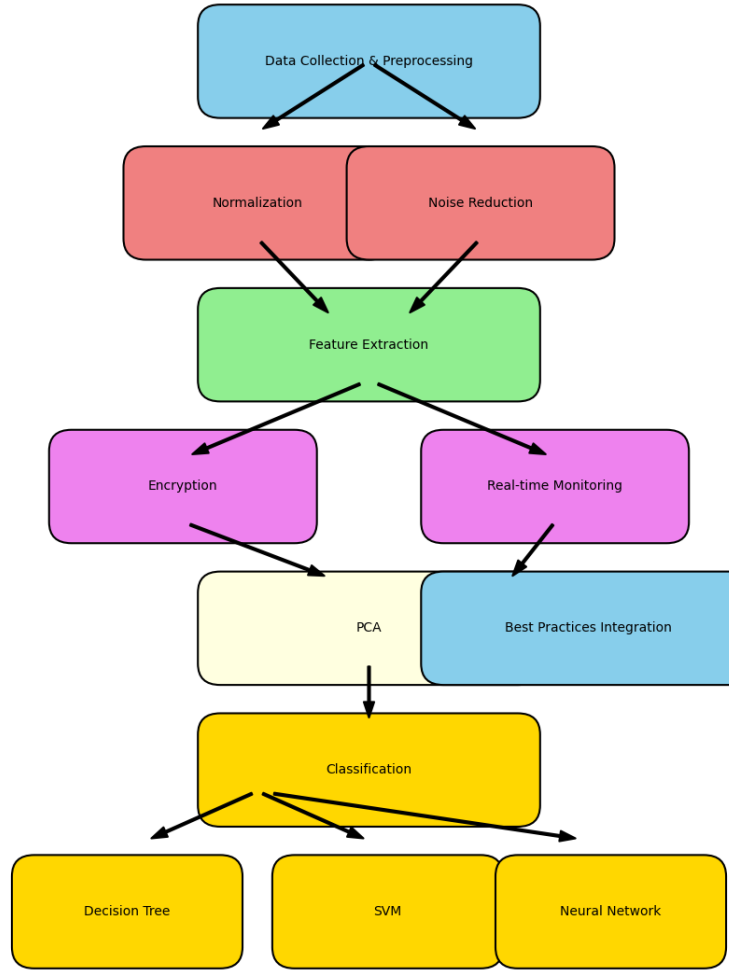 Data Collection & Preprocessing
Normalization
Noise Reduction
Feature Extraction
Encryption
Real-time Monitoring
PCA
Best Practices Integration
Classification
Decision Tree
SVM
Neural Network